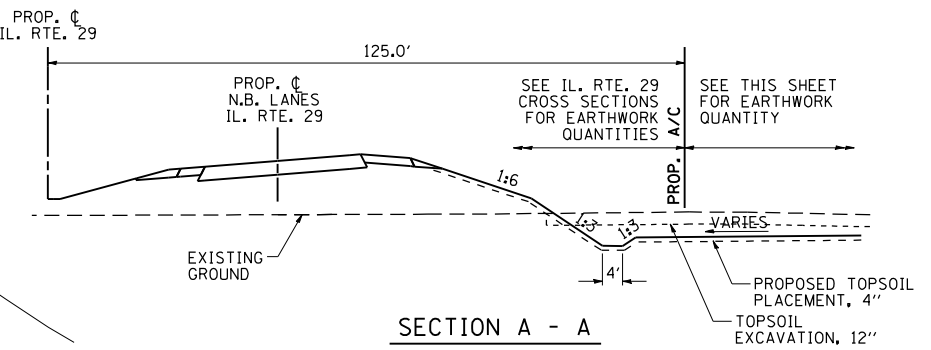 PROP. ℄
IL. RTE. 29
125.0'
PROP. ℄
N.B. LANES
IL. RTE. 29
SEE IL. RTE. 29
CROSS SECTIONS
FOR EARTHWORK
QUANTITIES
PROP. A/C
SEE THIS SHEET
FOR EARTHWORK
QUANTITY
1:6
1:3
1:3
VARIES
EXISTING
GROUND
4'
PROPOSED TOPSOIL
PLACEMENT, 4"
TOPSOIL
EXCAVATION, 12"
SECTION A - A